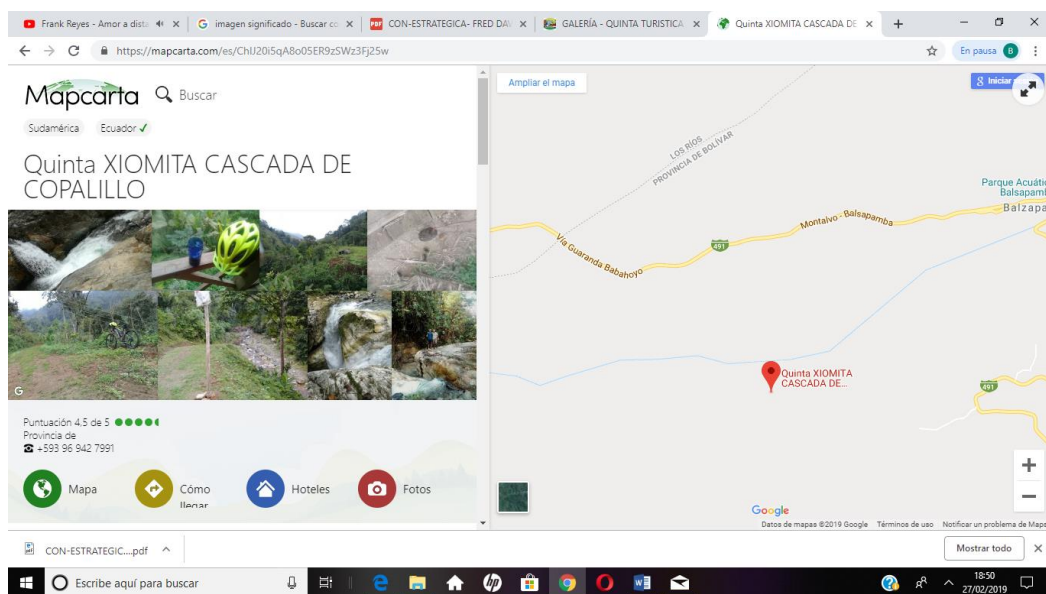 Frank Reyes - Amor a dista
imagen significado - Buscar co
CON-ESTRATEGICA- FRED DAV
GALERÍA - QUINTA TURISTICA
Quinta XIOMITA CASCADA DE
https://mapcarta.com/es/ChIJ20i5qA8o05ER9zSWz3Fj25w
En pausa
B
Mapcarta
Buscar
Sudamérica
Ecuador
Quinta XIOMITA CASCADA DE
COPALILLO
G
Puntuación 4.5 de 5
Provincia de
+593 96 942 7991
Mapa
Cómo
llegar
Hoteles
Fotos
Ampliar el mapa
Iniciar
LOS RÍOS
PROVINCIA DE BOLÍVAR
Parque Acuátic
Balsapamb
Balzapa
Montalvo - Balsapamba
491
Vía Guaranda Babahoyo
Quinta XIOMITA
CASCADA DE...
491
Google
Datos de mapas ©2019 Google
Términos de uso
Notificar un problema de Maps
CON-ESTRATEGIC....pdf
Mostrar todo
Escribe aquí para buscar
18:50
27/02/2019